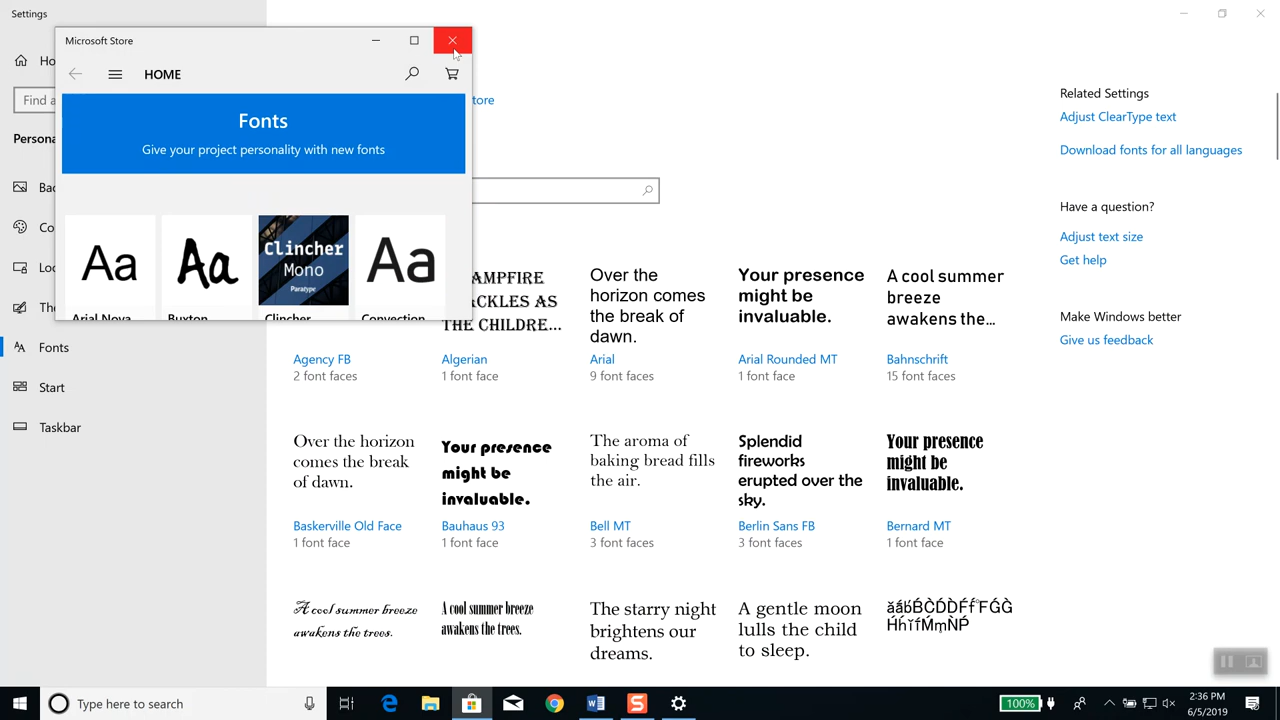 Settings
Microsoft Store
HOME
Fonts
Give your project personality with new fonts
Aa
Aa
Clincher
Mono
Paratype
Aa
Arial Nova
Buxton
Clincher
Convection
Ho
Find a
Persona
Bac
Co
Loc
The
Fonts
Start
Taskbar
tore
AMPFIRE
ACKLES AS
THE CHILDRE...
Over the
horizon comes
the break of
dawn.
Your presence
might be
invaluable.
A cool summer
breeze
awakens the...
Agency FB
2 font faces
Algerian
1 font face
Arial
9 font faces
Arial Rounded MT
1 font face
Bahnschrift
15 font faces
Over the horizon
comes the break
of dawn.
Your presence
might be
invaluable.
The aroma of
baking bread fills
the air.
Splendid
fireworks
erupted over the
sky.
Your presence
might be
invaluable.
Baskerville Old Face
1 font face
Bauhaus 93
1 font face
Bell MT
3 font faces
Berlin Sans FB
3 font faces
Bernard MT
1 font face
A cool summer breeze
awakens the trees.
A cool summer breeze
awakens the trees.
The starry night
brightens our
dreams.
A gentle moon
lulls the child
to sleep.
Related Settings
Adjust ClearType text
Download fonts for all languages
Have a question?
Adjust text size
Get help
Make Windows better
Give us feedback
Type here to search
100%
2:36 PM
6/5/2019